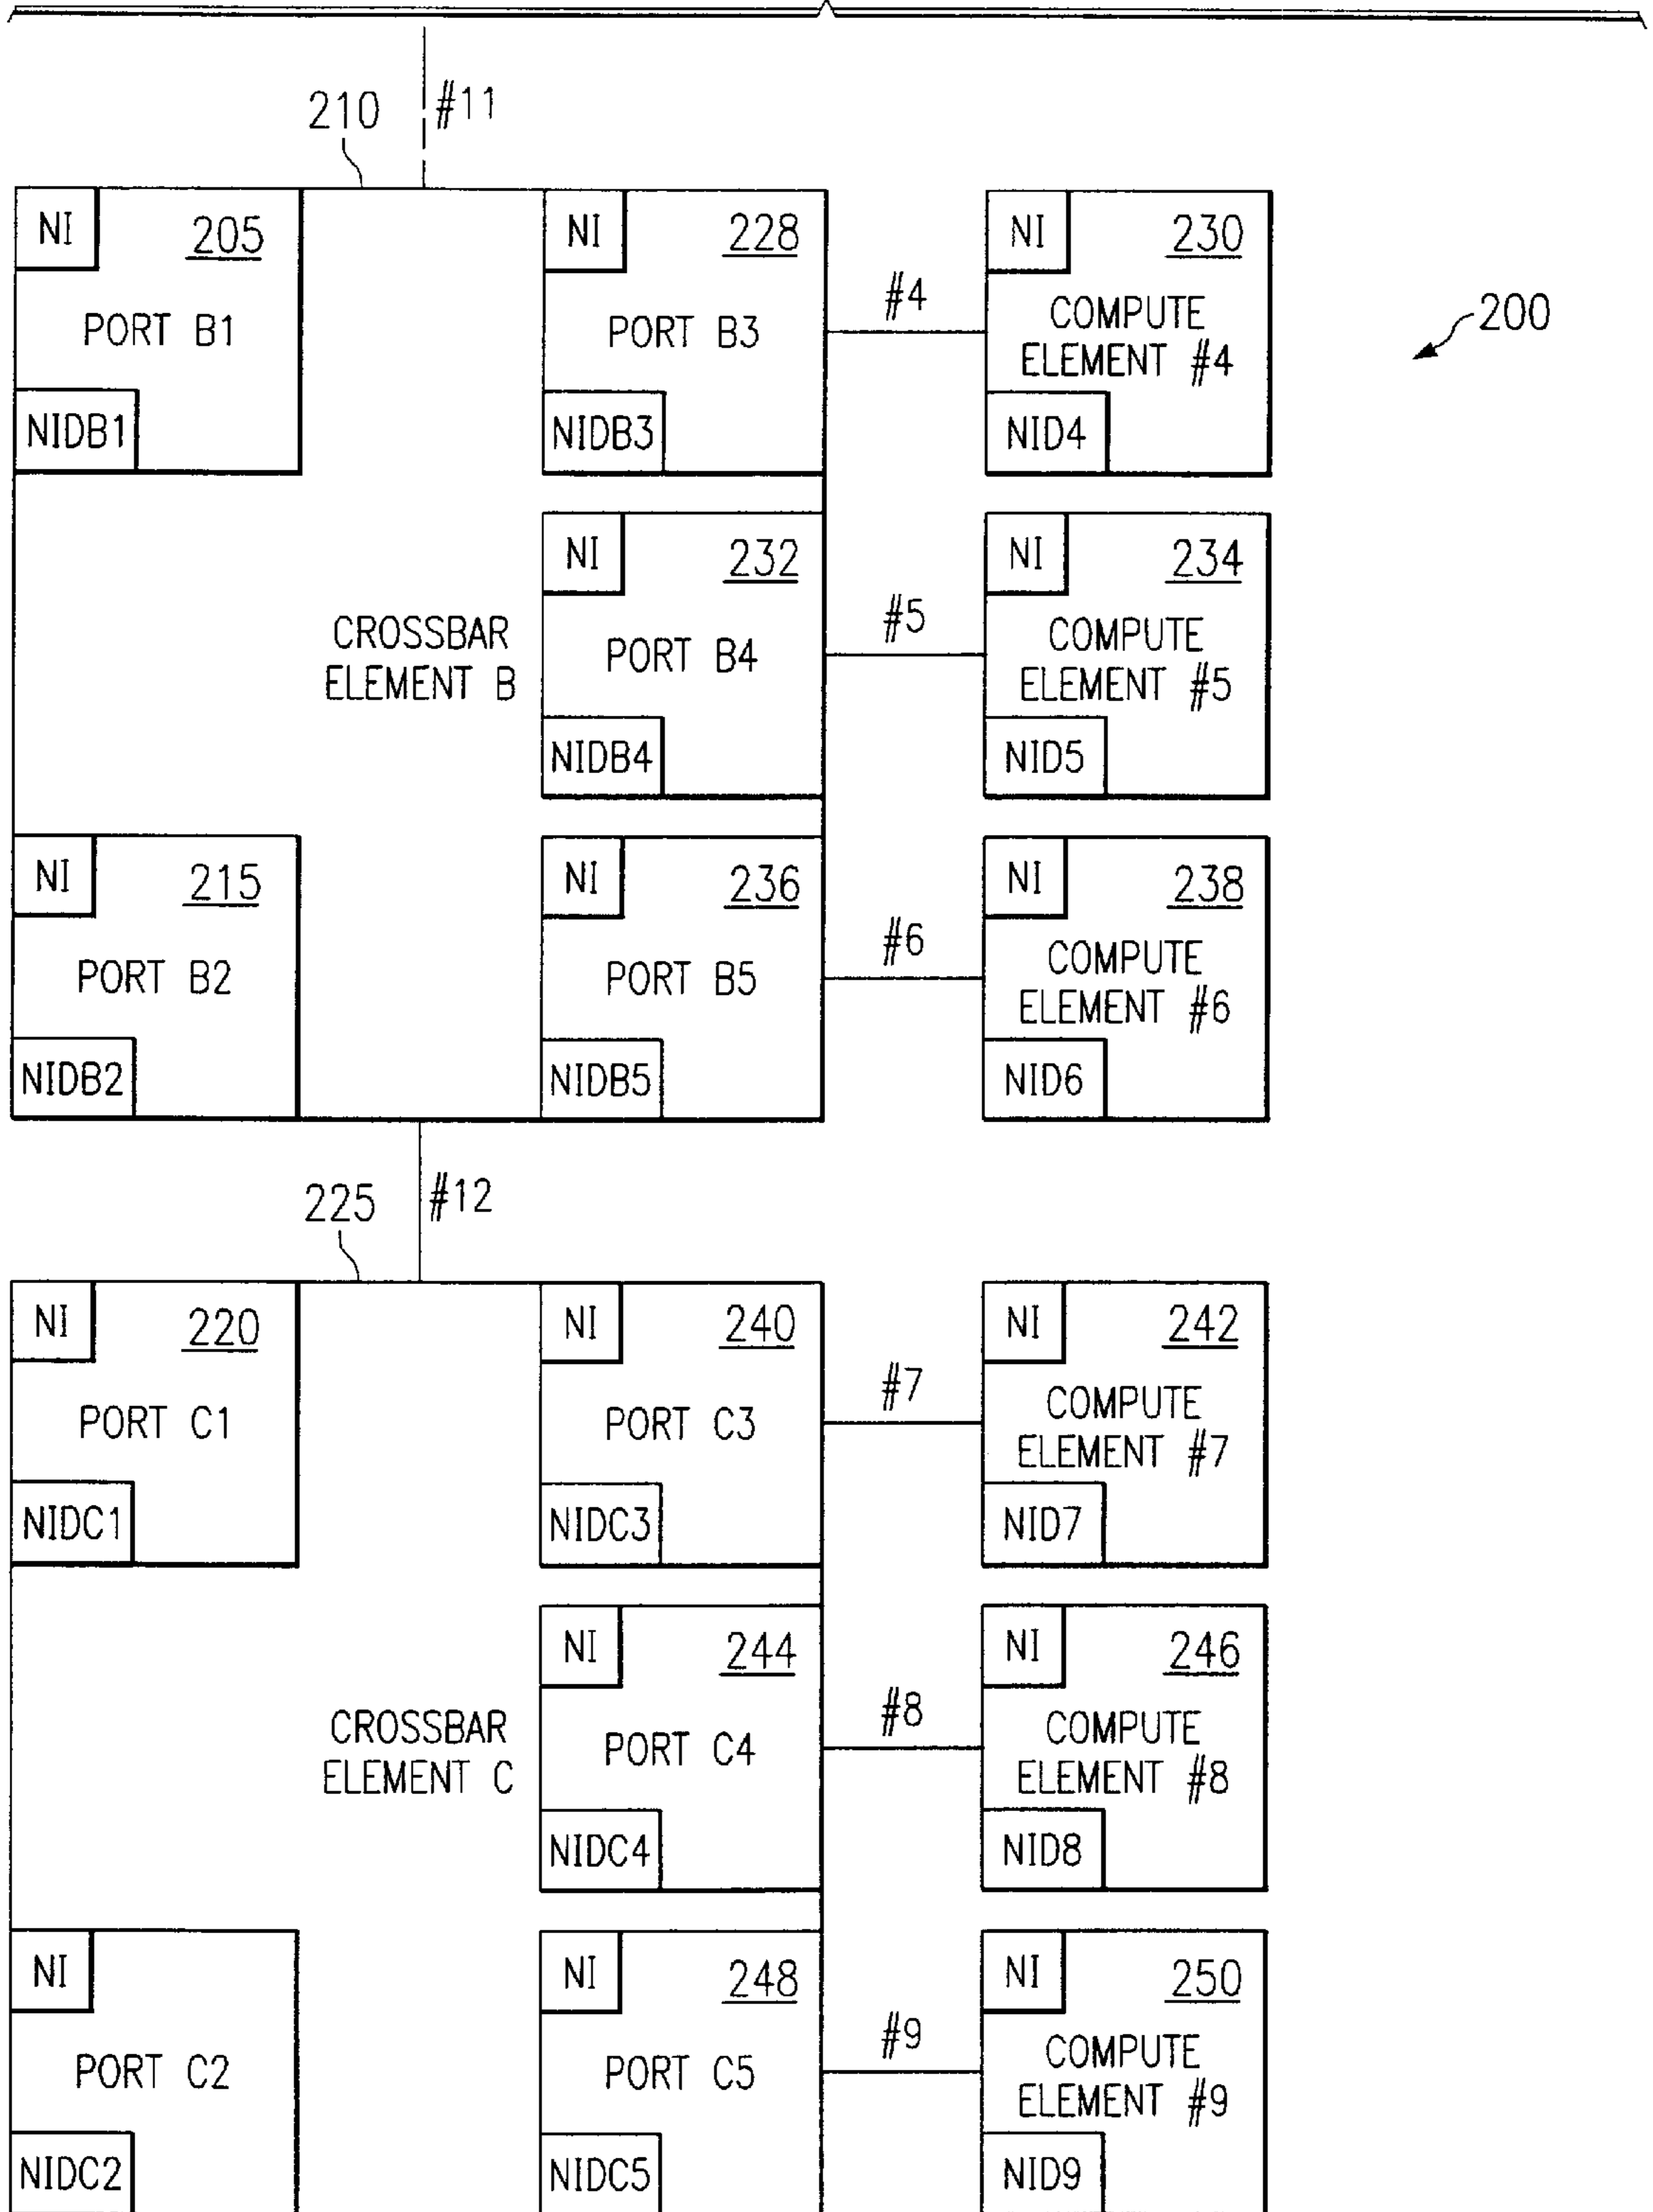 210
#11
NI
205
PORT B1
NIDB1
NI
228
PORT B3
NIDB3
#4
NI
230
COMPUTE
ELEMENT #4
NID4
200
CROSSBAR
ELEMENT B
NI
232
PORT B4
NIDB4
#5
NI
234
COMPUTE
ELEMENT #5
NID5
NI
215
PORT B2
NIDB2
NI
236
PORT B5
NIDB5
#6
NI
238
COMPUTE
ELEMENT #6
NID6
225
#12
NI
220
PORT C1
NIDC1
NI
240
PORT C3
NIDC3
#7
NI
242
COMPUTE
ELEMENT #7
NID7
CROSSBAR
ELEMENT C
NI
244
PORT C4
NIDC4
#8
NI
246
COMPUTE
ELEMENT #8
NID8
NI
PORT C2
NIDC2
NI
248
PORT C5
NIDC5
#9
NI
250
COMPUTE
ELEMENT #9
NID9